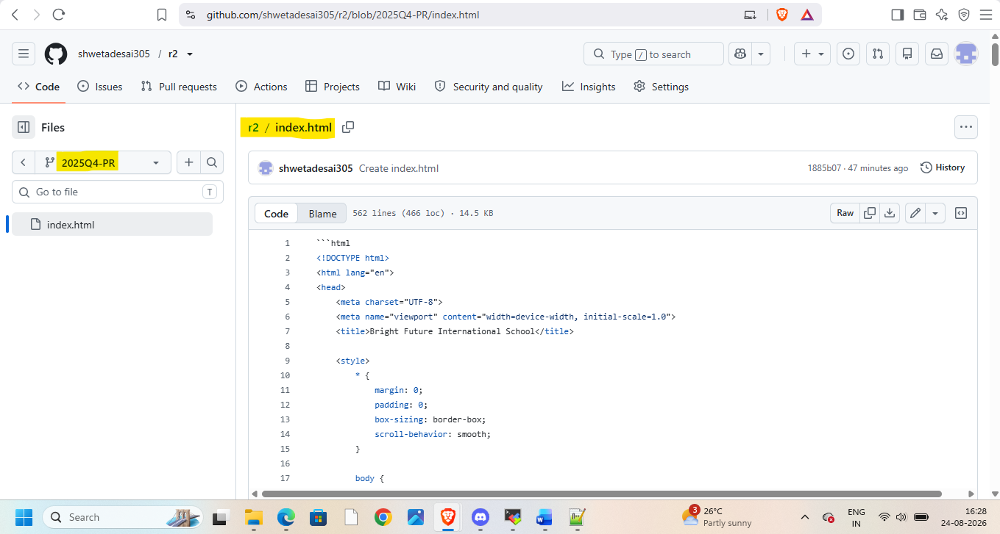 github.com/shwetadesai305/r2/blob/2025Q4-PR/index.html
shwetadesai305 / r2
Type / to search
Code Issues Pull requests Actions Projects Wiki Security and quality Insights Settings
Files
r2 / index.html
2025Q4-PR
Go to file T
index.html
shwetadesai305 Create index.html 1885b07 · 47 minutes ago History
Code Blame 562 lines (466 loc) · 14.5 KB Raw
1 ```html
2 <!DOCTYPE html>
3 <html lang="en">
4 <head>
5 <meta charset="UTF-8">
6 <meta name="viewport" content="width=device-width, initial-scale=1.0">
7 <title>Bright Future International School</title>
8
9 <style>
10 * {
11 margin: 0;
12 padding: 0;
13 box-sizing: border-box;
14 scroll-behavior: smooth;
15 }
16
17 body {
Search
3
26°C
Partly sunny
ENG
IN
16:28
24-08-2026